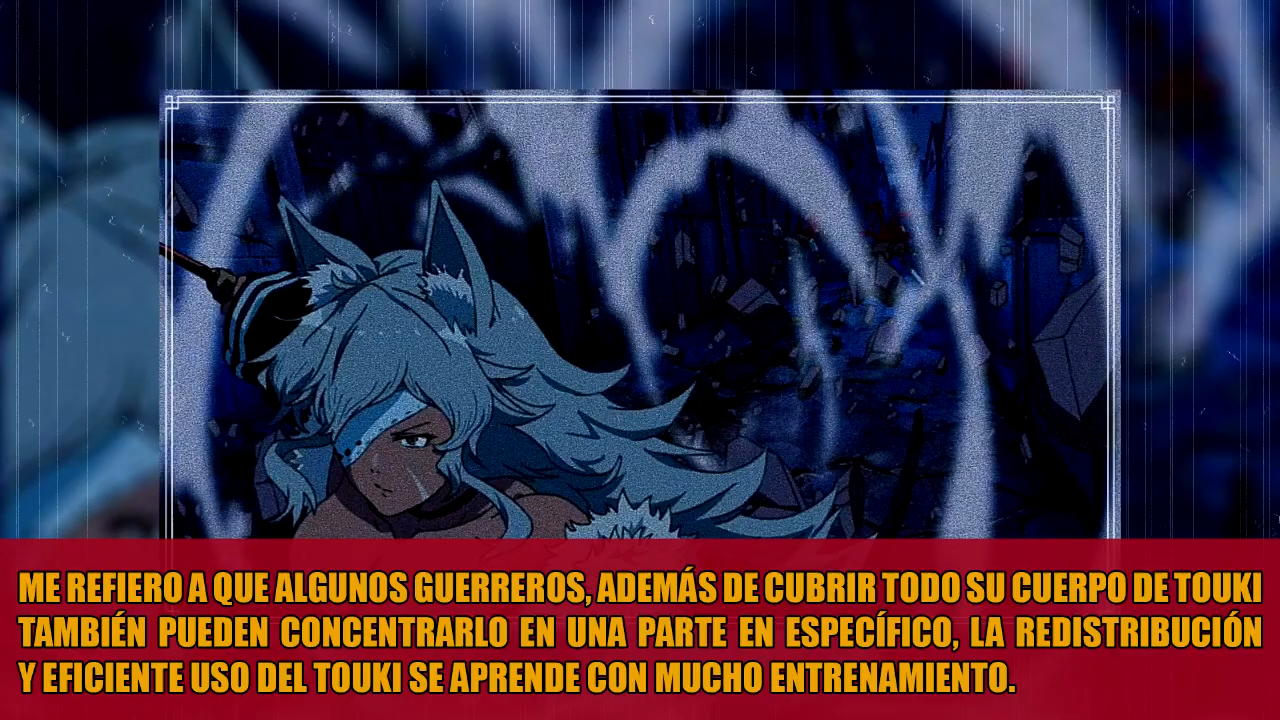 ME REFIERO A QUE ALGUNOS GUERREROS, ADEMÁS DE CUBRIR TODO SU CUERPO DE TOUKI
TAMBIÉN PUEDEN CONCENTRARLO EN UNA PARTE EN ESPECÍFICO, LA REDISTRIBUCIÓN
Y EFICIENTE USO DEL TOUKI SE APRENDE CON MUCHO ENTRENAMIENTO.